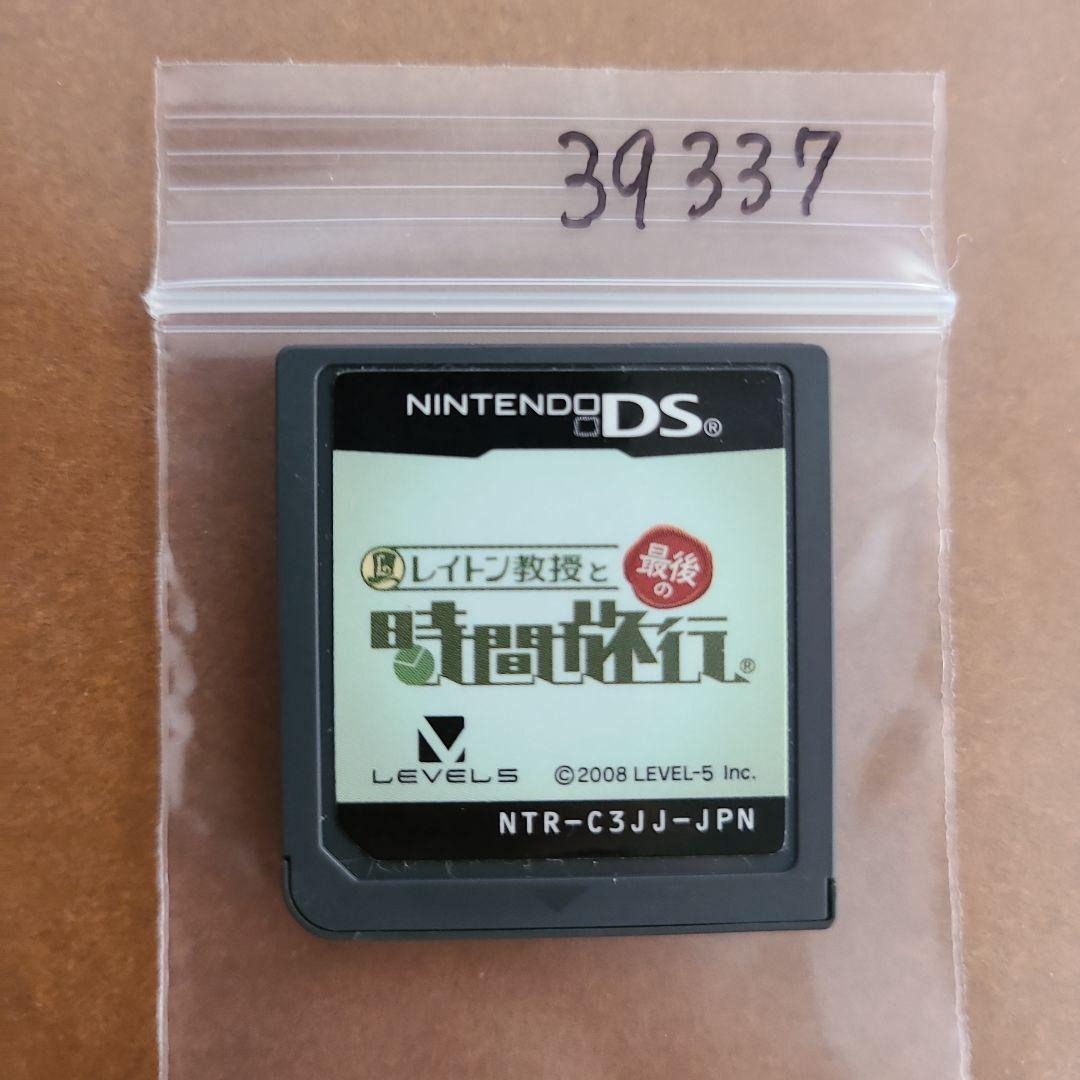 39337
NINTENDO DS®
レイトン教授と
最後の
時間旅行®
LEVEL5
©2008 LEVEL-5 Inc.
NTR-C3JJ-JPN